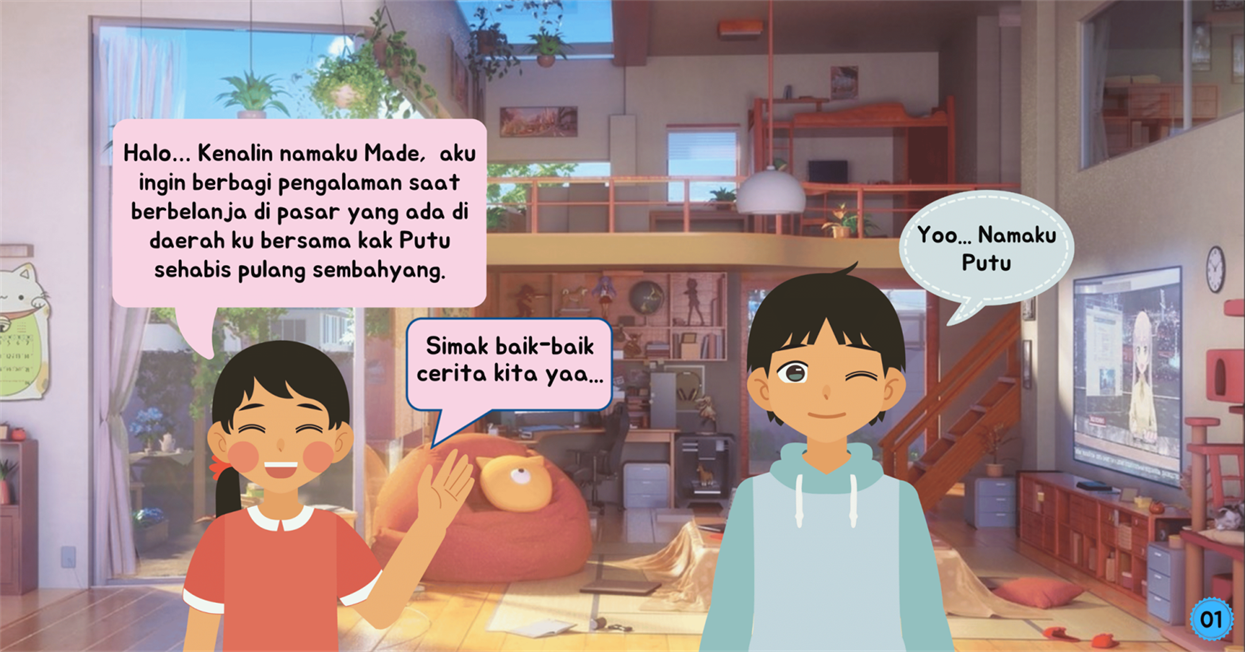 Halo... Kenalin namaku Made, aku
ingin berbagi pengalaman saat
berbelanja di pasar yang ada di
daerah ku bersama kak Putu
sehabis pulang sembahyang.
Simak baik-baik
cerita kita yaa...
Yoo... Namaku
Putu
01